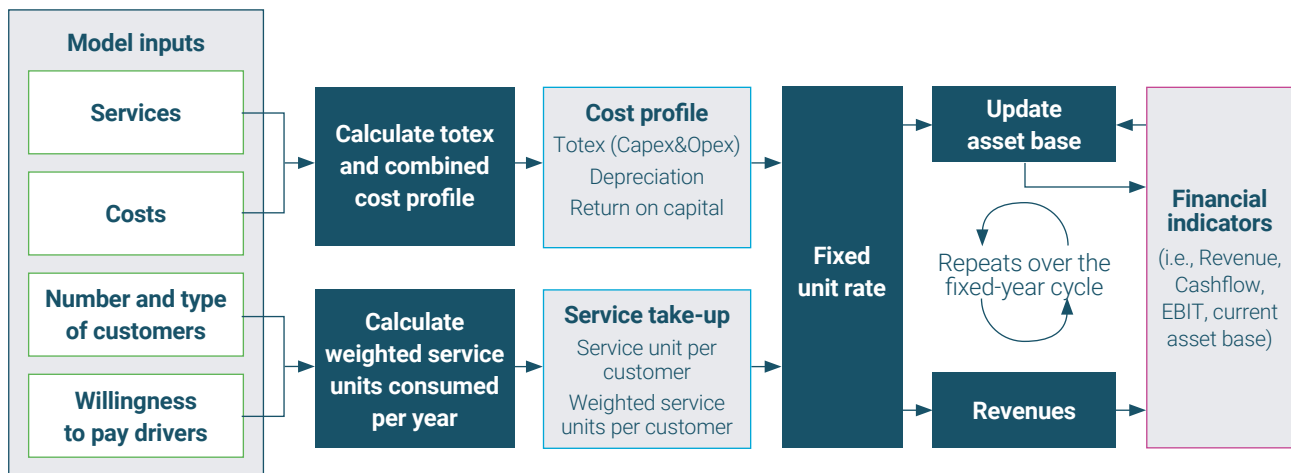 Model inputs
Services
Costs
Number and type
of customers
Willingness
to pay drivers
Calculate totex
and combined
cost profile
Calculate
weighted service
units consumed
per year
Cost profile
Totex (Capex&Opex)
Depreciation
Return on capital
Service take-up
Service unit per
customer
Weighted service
units per customer
Fixed
unit rate
Update
asset base
Repeats over the
fixed-year cycle
Revenues
Financial
indicators
(i.e., Revenue,
Cashflow,
EBIT, current
asset base)